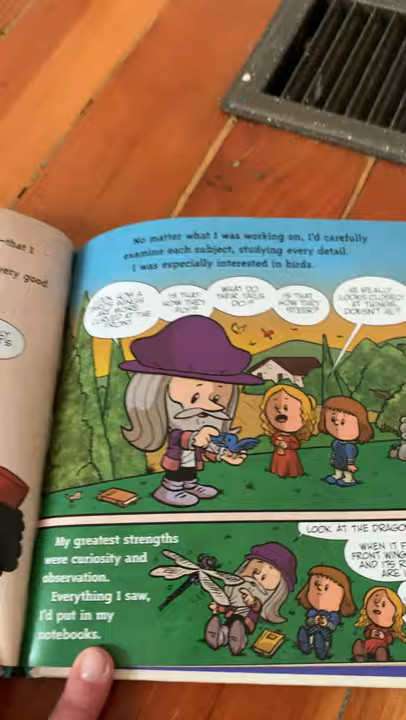 —that I
very good
No matter what I was working on, I'd carefully
examine each subject, studying every detail.
I was especially interested in birds.
LOOK HOW A
BIRD'S WINGS
ARE MORE
CURVED AT THE
FRONT.
IS THAT
HOW THEY
FLY?
WHAT DO
THEIR TAILS
DO?
IS THAT
HOW THEY
STEER?
HE REALLY
LOOKS CLOSELY
AT THINGS,
DOESN'T HE?
My greatest strengths
were curiosity and
observation.
Everything I saw,
I'd put in my
notebooks.
LOOK AT THE
WHEN IT
FRONT
AND ITS
ARE